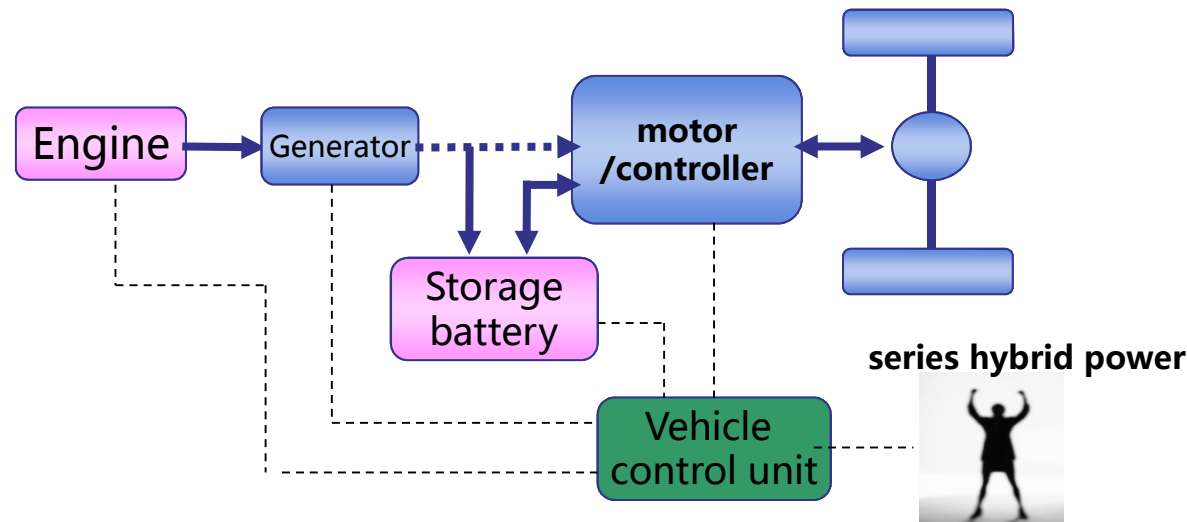 Engine
Generator
motor
/controller
Storage
battery
series hybrid power
Vehicle
control unit